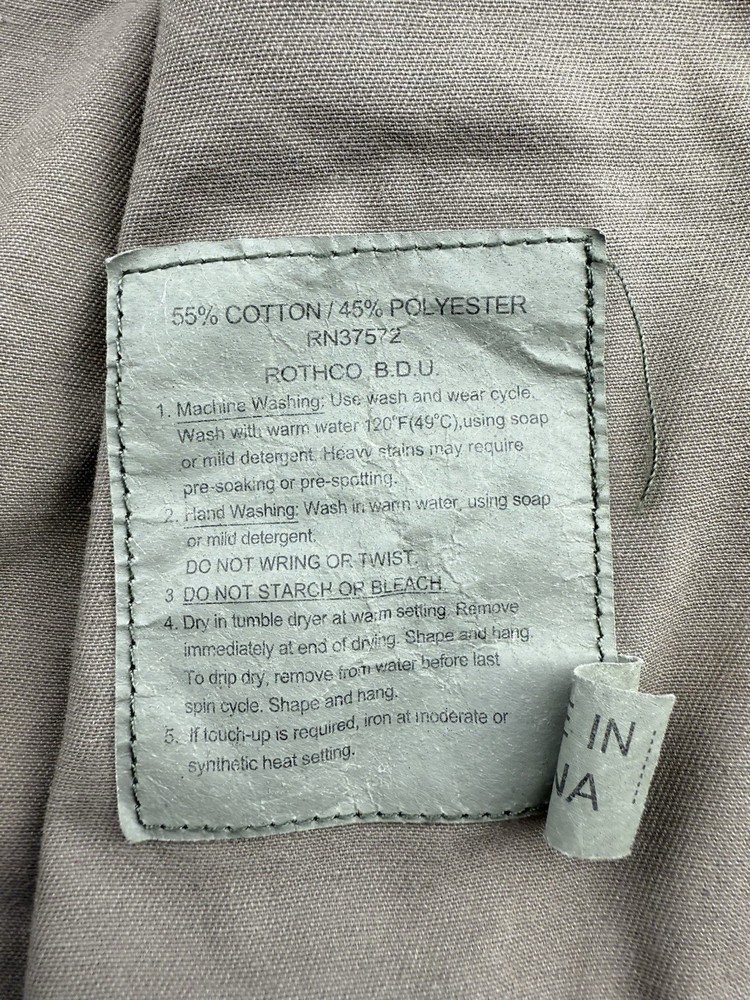 55% COTTON / 45% POLYESTER
RN37572
ROTHCO B.D.U.
1. Machine Washing: Use wash and wear cycle.
Wash with warm water 120°F(49°C),using soap
or mild detergent. Heavy stains may require
pre-soaking or pre-spotting.
2. Hand Washing: Wash in warm water, using soap
or mild detergent.
DO NOT WRING OR TWIST.
3 DO NOT STARCH OR BLEACH.
4. Dry in tumble dryer at warm setting. Remove
immediately at end of drying. Shape and hang.
To drip dry, remove from water before last
spin cycle. Shape and hang.
5. If touch-up is required, iron at moderate or
synthetic heat setting.
E IN
NA